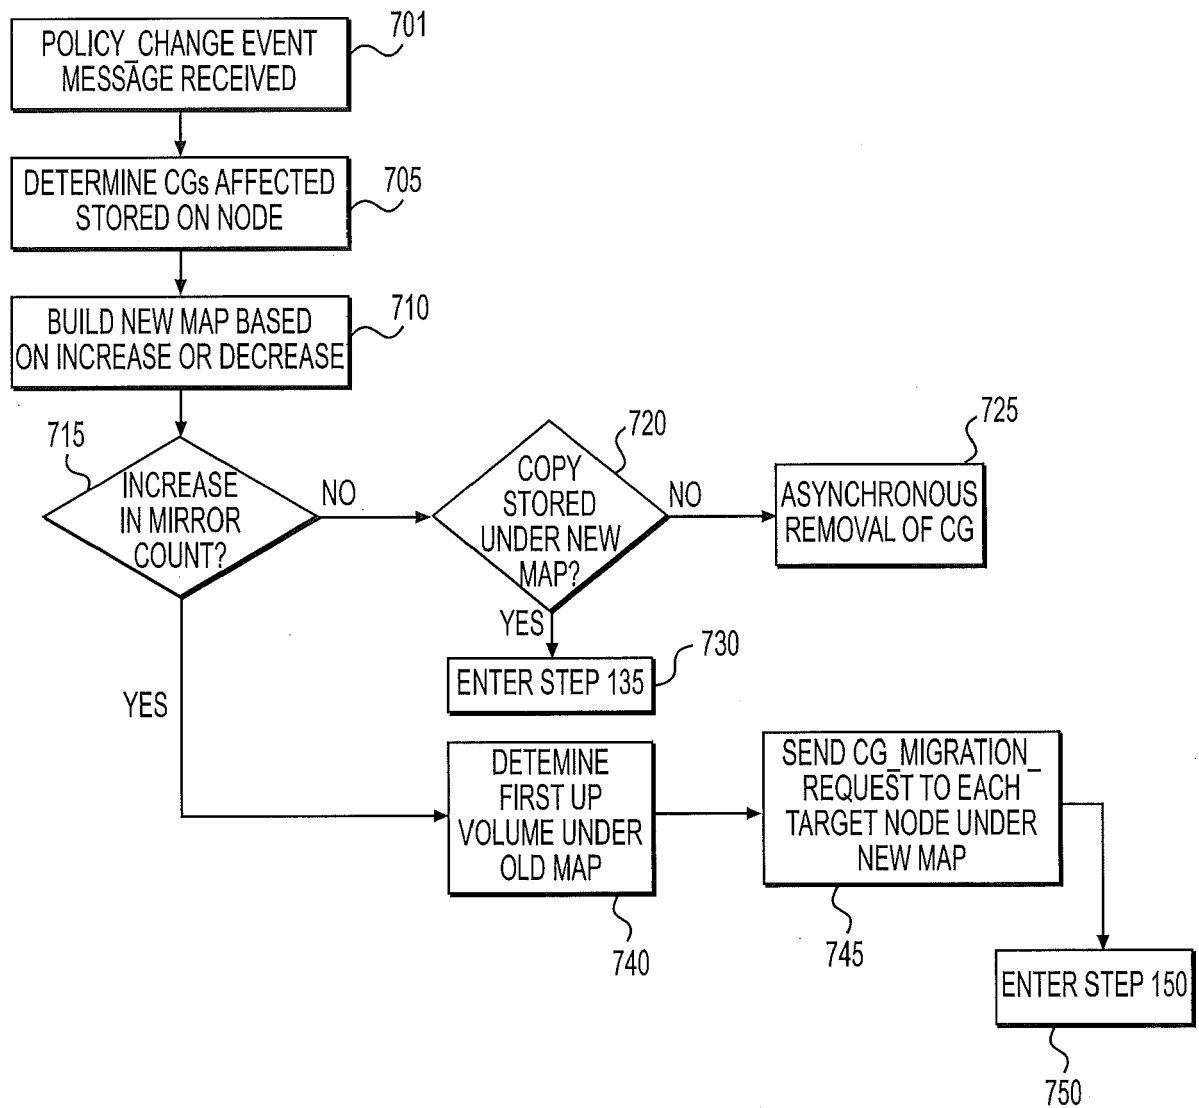 POLICY_CHANGE EVENT
MESSAGE RECEIVED
701
DETERMINE CGs AFFECTED
STORED ON NODE
705
BUILD NEW MAP BASED
ON INCREASE OR DECREASE
710
715
INCREASE
IN MIRROR
COUNT?
NO
720
COPY
STORED
UNDER NEW
MAP?
NO
725
ASYNCHRONOUS
REMOVAL OF CG
YES
730
ENTER STEP 135
YES
DETEMINE
FIRST UP
VOLUME UNDER
OLD MAP
740
SEND CG_MIGRATION_
REQUEST TO EACH
TARGET NODE UNDER
NEW MAP
745
ENTER STEP 150
750